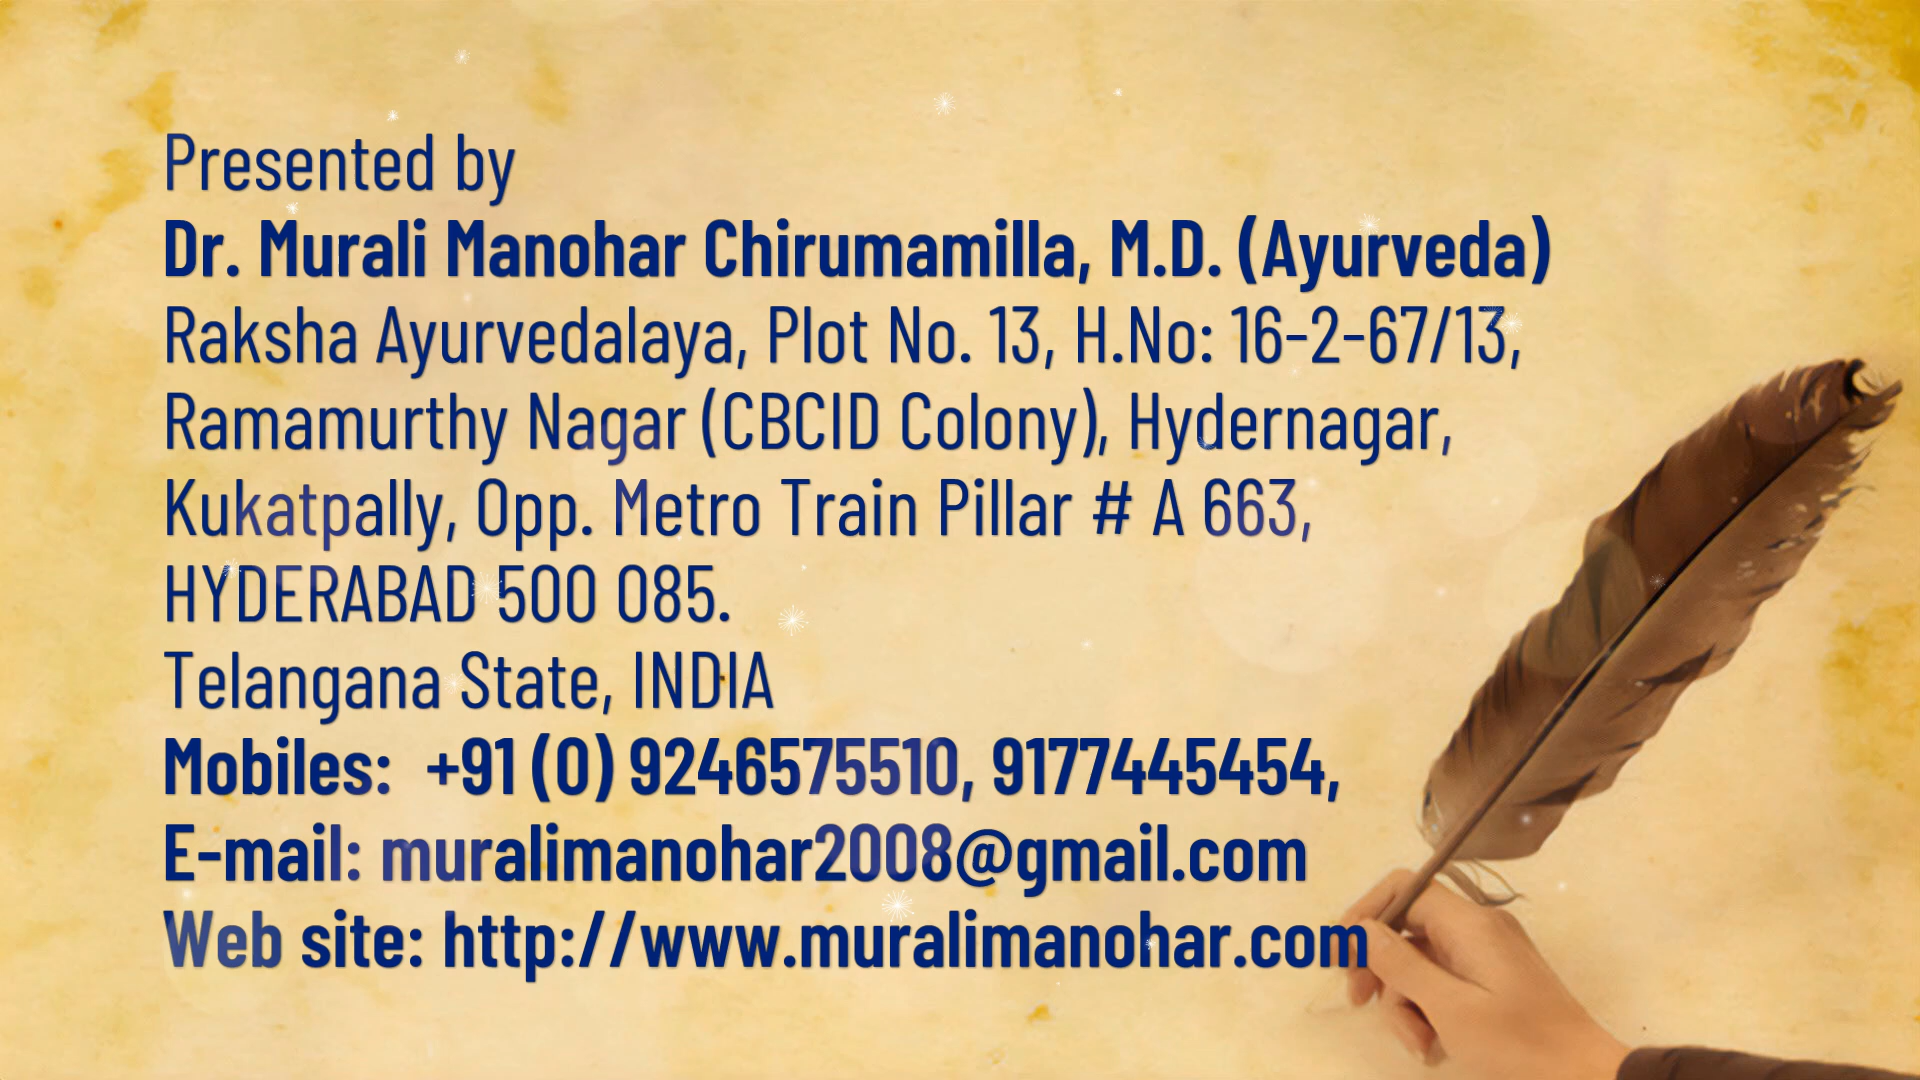 Presented by
Dr. Murali Manohar Chirumamilla, M.D. (Ayurveda)
Raksha Ayurvedalaya, Plot No. 13, H.No: 16-2-67/13,
Ramamurthy Nagar (CBCID Colony), Hydernagar,
Kukatpally, Opp. Metro Train Pillar # A 663,
HYDERABAD 500 085.
Telangana State, INDIA
Mobiles:  +91 (0) 9246575510, 9177445454,
E-mail: muralimanohar2008@gmail.com
Web site: http://www.muralimanohar.com